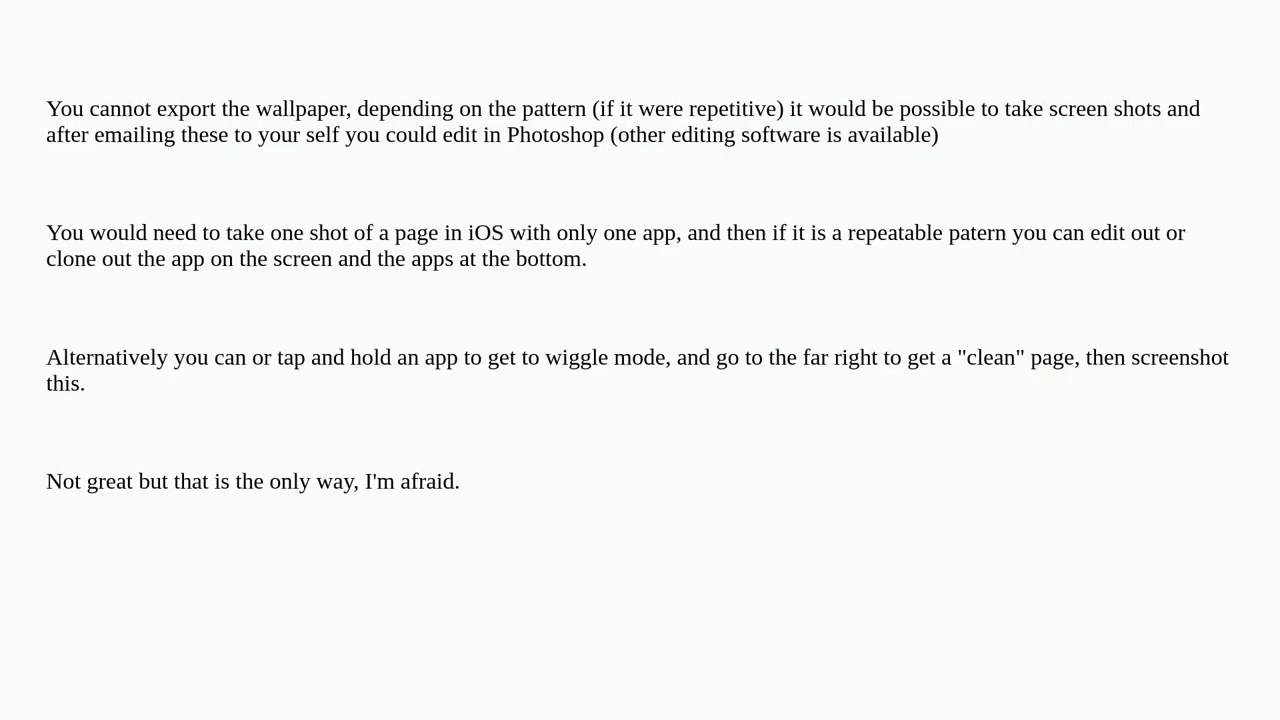 You cannot export the wallpaper, depending on the pattern (if it were repetitive) it would be possible to take screen shots and
after emailing these to your self you could edit in Photoshop (other editing software is available)
You would need to take one shot of a page in iOS with only one app, and then if it is a repeatable patern you can edit out or
clone out the app on the screen and the apps at the bottom.
Alternatively you can or tap and hold an app to get to wiggle mode, and go to the far right to get a "clean" page, then screenshot
this.
Not great but that is the only way, I'm afraid.